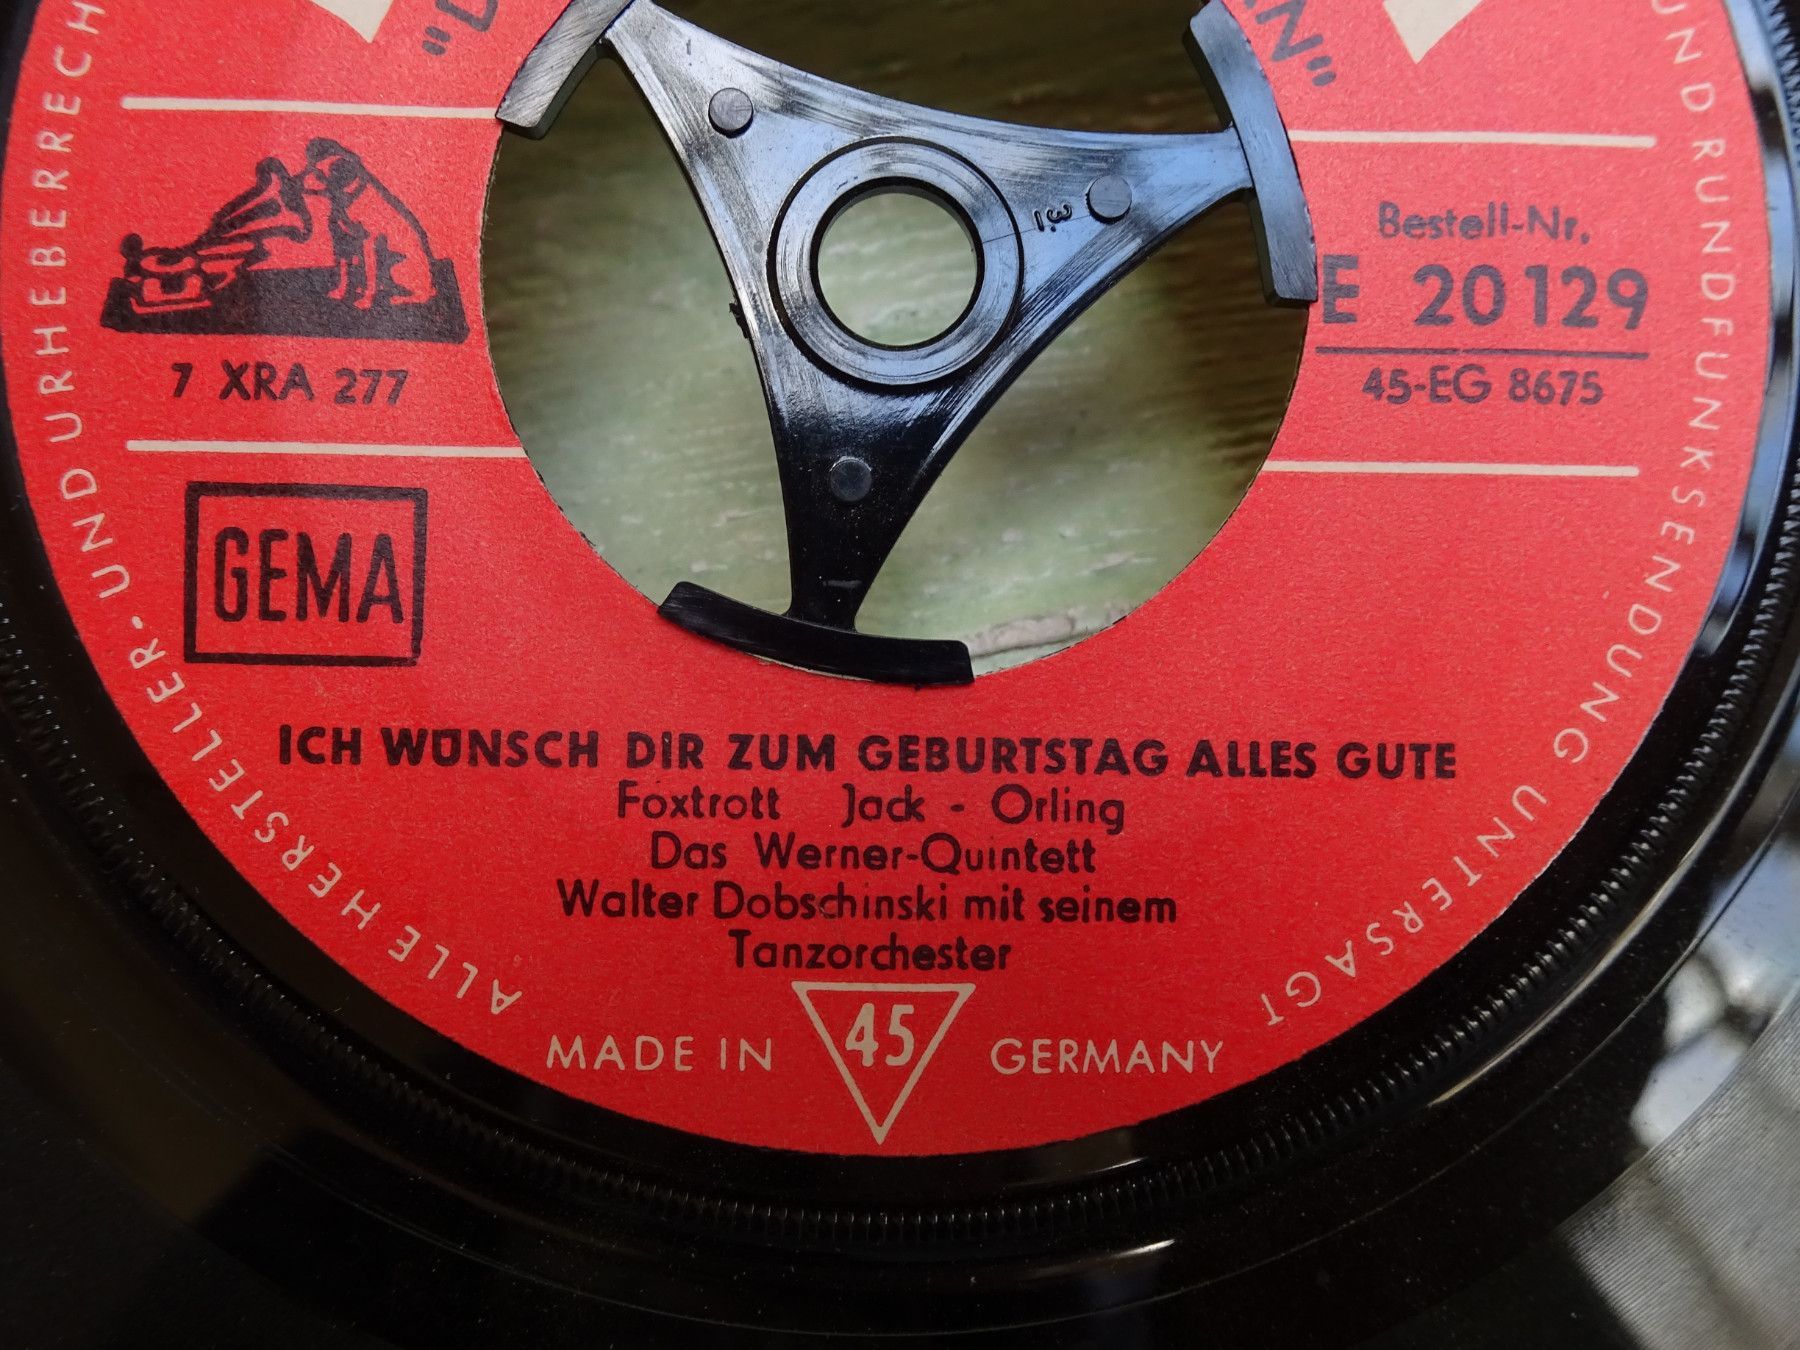 Bestell-Nr.
E 20129
7 XRA 277
45-EG 8675
GEMA
3.1
ICH WÜNSCH DIR ZUM GEBURTSTAG ALLES GUTE
Foxtrott Jack - Orling
Das Werner-Quintett
Walter Dobschinski mit seinem
Tanzorchester
MADE IN 45 GERMANY
ALLE HERSTELLER- UND URHEBERRECH
UND RUNDFUNKSENDUNG UNTERSAGT